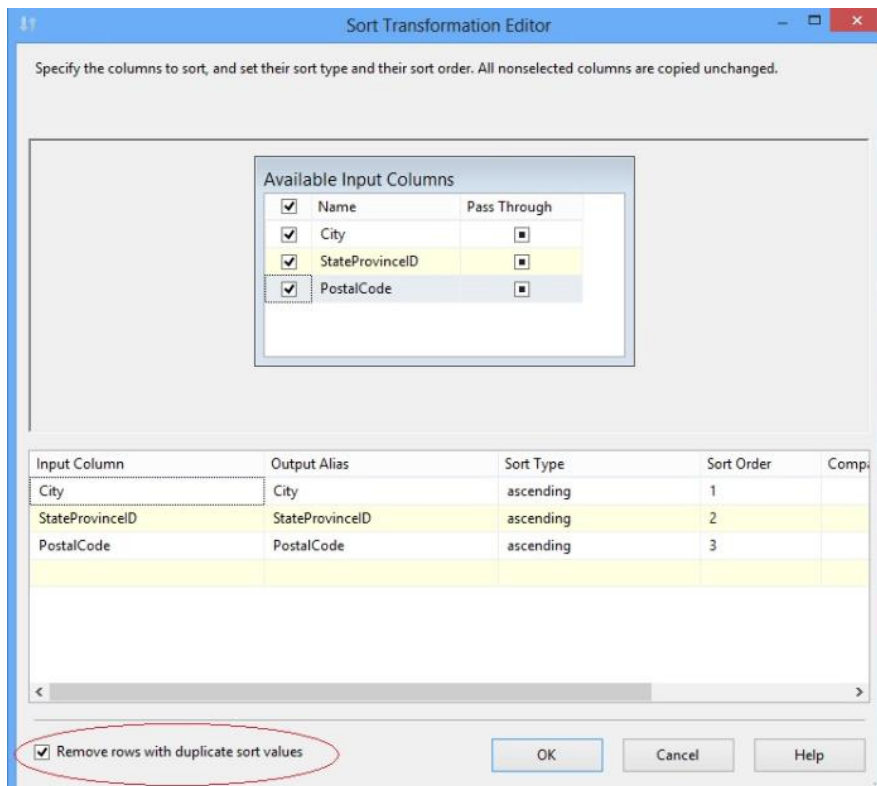 Sort Transformation Editor
Specify the columns to sort, and set their sort type and their sort order. All nonselected columns are copied unchanged.
Available Input Columns
Name Pass Through
City
StateProvinceID
PostalCode
Input Column Output Alias Sort Type Sort Order Compa
City City ascending 1
StateProvinceID StateProvinceID ascending 2
PostalCode PostalCode ascending 3
Remove rows with duplicate sort values OK Cancel Help